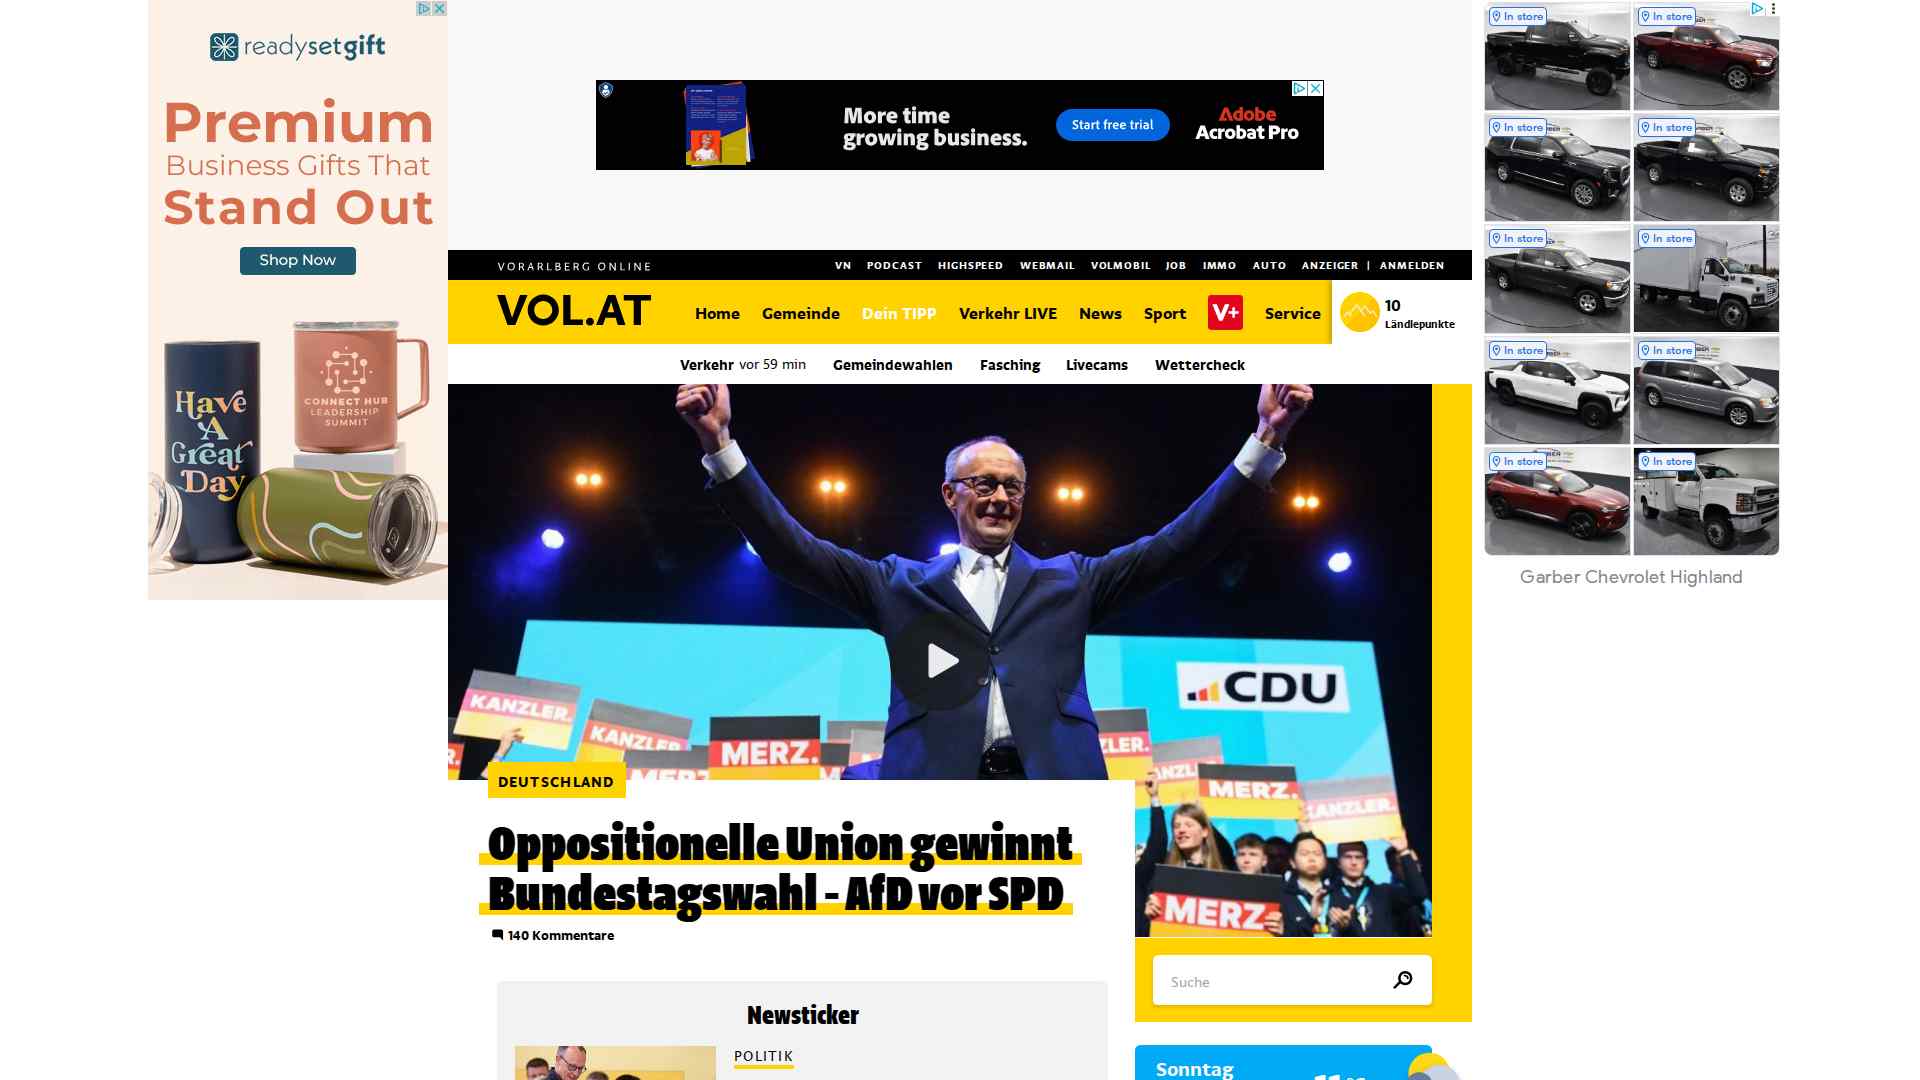 readysetgift
Premium
Business Gifts That
Stand Out
Shop Now
Have
A
Great
Day
CONNECT HUB
LEADERSHIP
SUMMIT
More time
growing business.
Start free trial
Adobe
Acrobat Pro
VORARLBERG ONLINE
VN PODCAST HIGHSPEED WEBMAIL VOLMOBIL JOB IMMO AUTO ANZEIGER | ANMELDEN
VOL.AT
Home Gemeinde Dein TIPP Verkehr LIVE News Sport V+ Service
10
Ländlepunkte
Verkehr vor 59 min Gemeindewahlen Fasching Livecams Wettercheck
CDU
KANZLER.
KANZLER.
MERZ.
MERZ.
ZLER.
MERZ.
KANZLER.
MERZ.
DEUTSCHLAND
Oppositionelle Union gewinnt
Bundestagswahl - AfD vor SPD
140 Kommentare
Suche
Newsticker
POLITIK
Sonntag
In store In store
In store In store
In store In store
In store In store
In store In store
Garber Chevrolet Highland